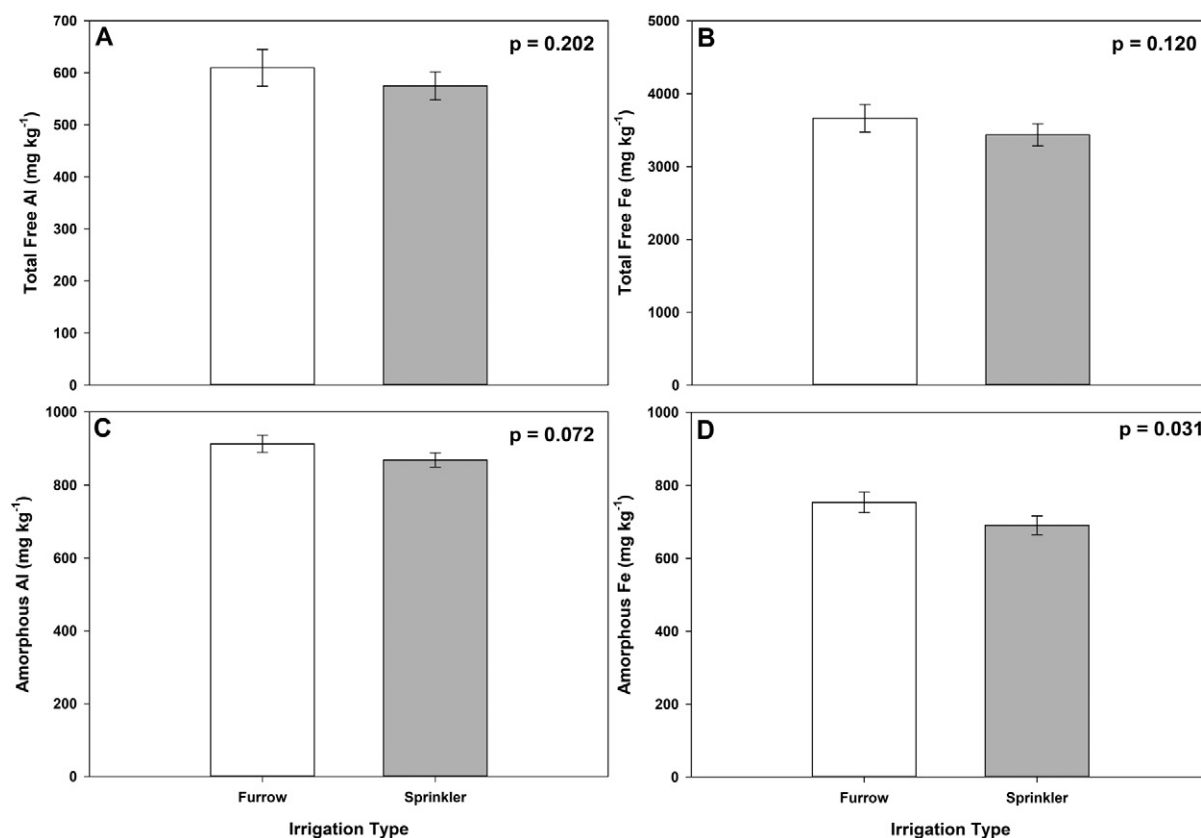 A
p = 0.202
Total Free Al (mg kg⁻¹)
700
600
500
400
300
200
100
0
B
p = 0.120
Total Free Fe (mg kg⁻¹)
5000
4000
3000
2000
1000
0
C
p = 0.072
Amorphous Al (mg kg⁻¹)
1000
800
600
400
200
0
Furrow
Sprinkler
Irrigation Type
D
p = 0.031
Amorphous Fe (mg kg⁻¹)
1000
800
600
400
200
0
Furrow
Sprinkler
Irrigation Type